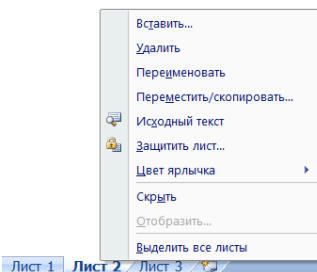 Вставить...
Удалить
Переименовать
Переместить/скопировать...
Исходный текст
Защитить лист...
Цвет ярлычка
Скрыть
Отобразить...
Выделить все листы
Лист 1 Лист 2 Лист 3